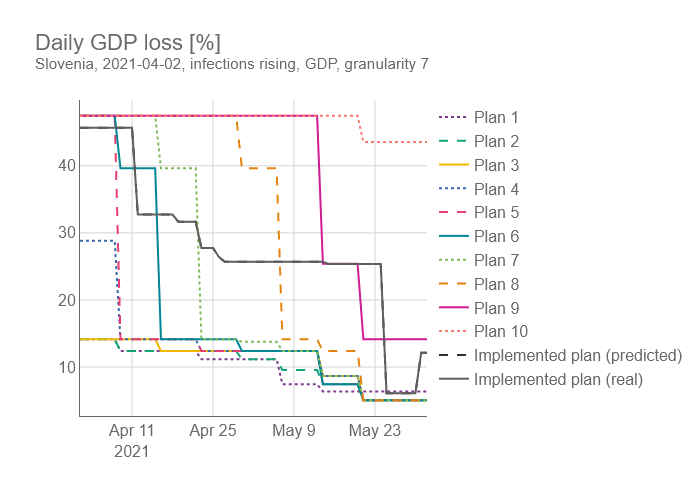 Daily GDP loss [%]
Slovenia, 2021-04-02, infections rising, GDP, granularity 7
40
30
20
10
Apr 11
2021
Apr 25
May 9
May 23
Plan 1
Plan 2
Plan 3
Plan 4
Plan 5
Plan 6
Plan 7
Plan 8
Plan 9
Plan 10
Implemented plan (predicted)
Implemented plan (real)